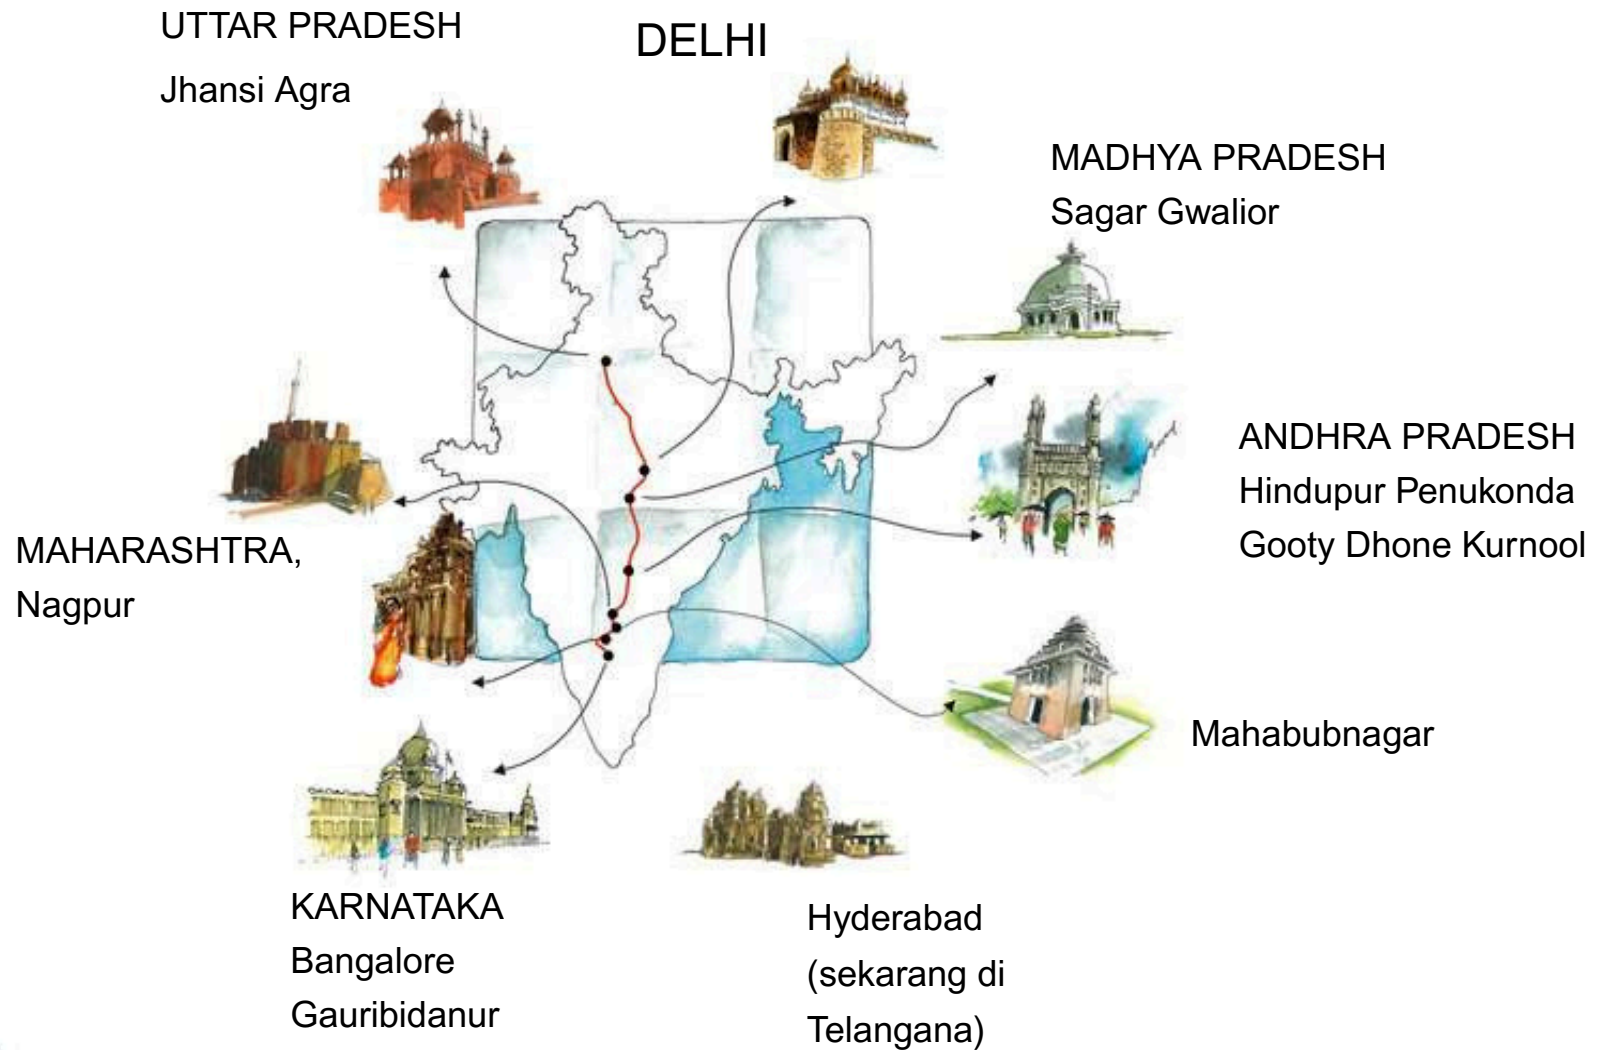 UTTAR PRADESH
Jhansi Agra
DELHI
MADHYA PRADESH
Sagar Gwalior
ANDHRA PRADESH
Hindupur Penukonda
Gooty Dhone Kurnool
MAHARASHTRA,
Nagpur
Mahabubnagar
KARNATAKA
Bangalore
Gauribidanur
Hyderabad
(sekarang di
Telangana)